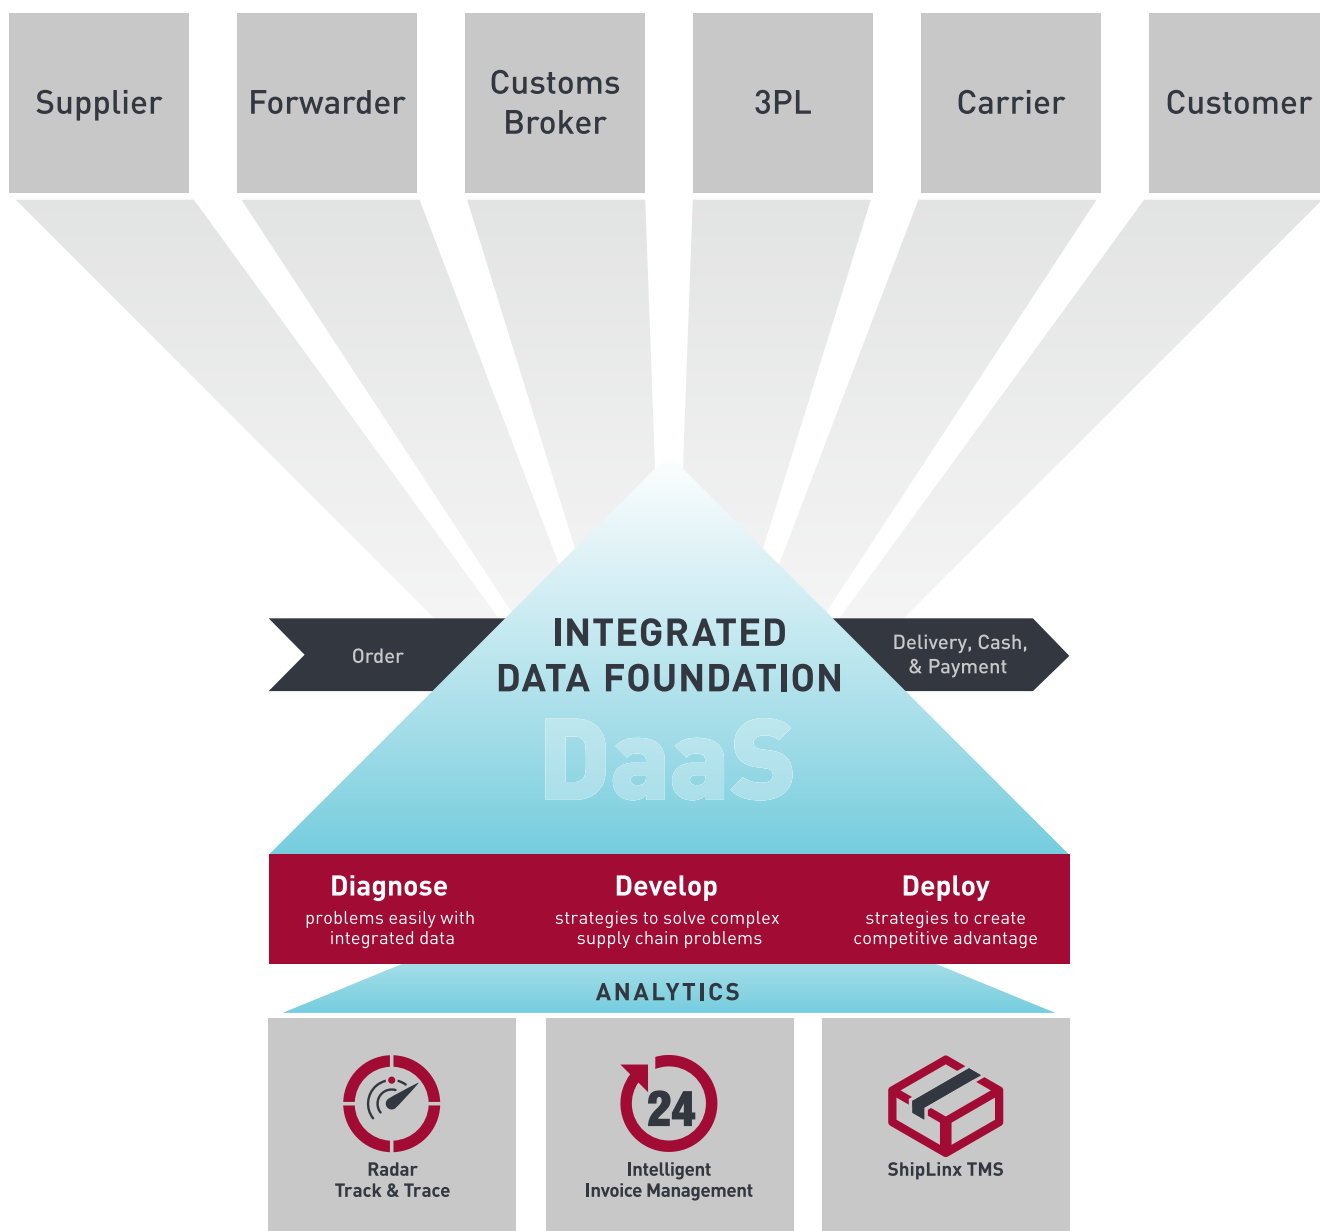 Supplier
Forwarder
Customs
Broker
3PL
Carrier
Customer
Order
INTEGRATED
DATA FOUNDATION
DaaS
Delivery, Cash,
& Payment
Diagnose
problems easily with
integrated data
Develop
strategies to solve complex
supply chain problems
Deploy
strategies to create
competitive advantage
ANALYTICS
Radar
Track & Trace
24
Intelligent
Invoice Management
ShipLinx TMS